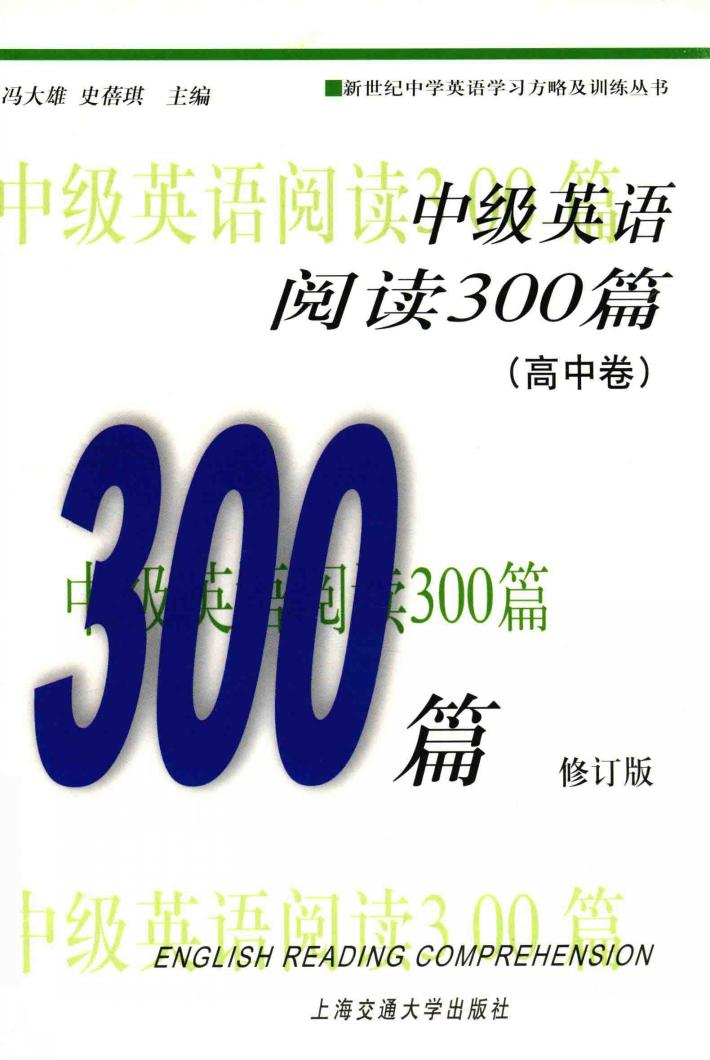 冯大雄 史蓓琪 主编
■新世纪中学英语学习方略及训练丛书
中级英语阅读300篇
中级英语
阅读300篇
(高中卷)
300
中级英语阅读300篇
篇
修订版
中级英语阅读300篇
ENGLISH READING COMPREHENSION
上海交通大学出版社